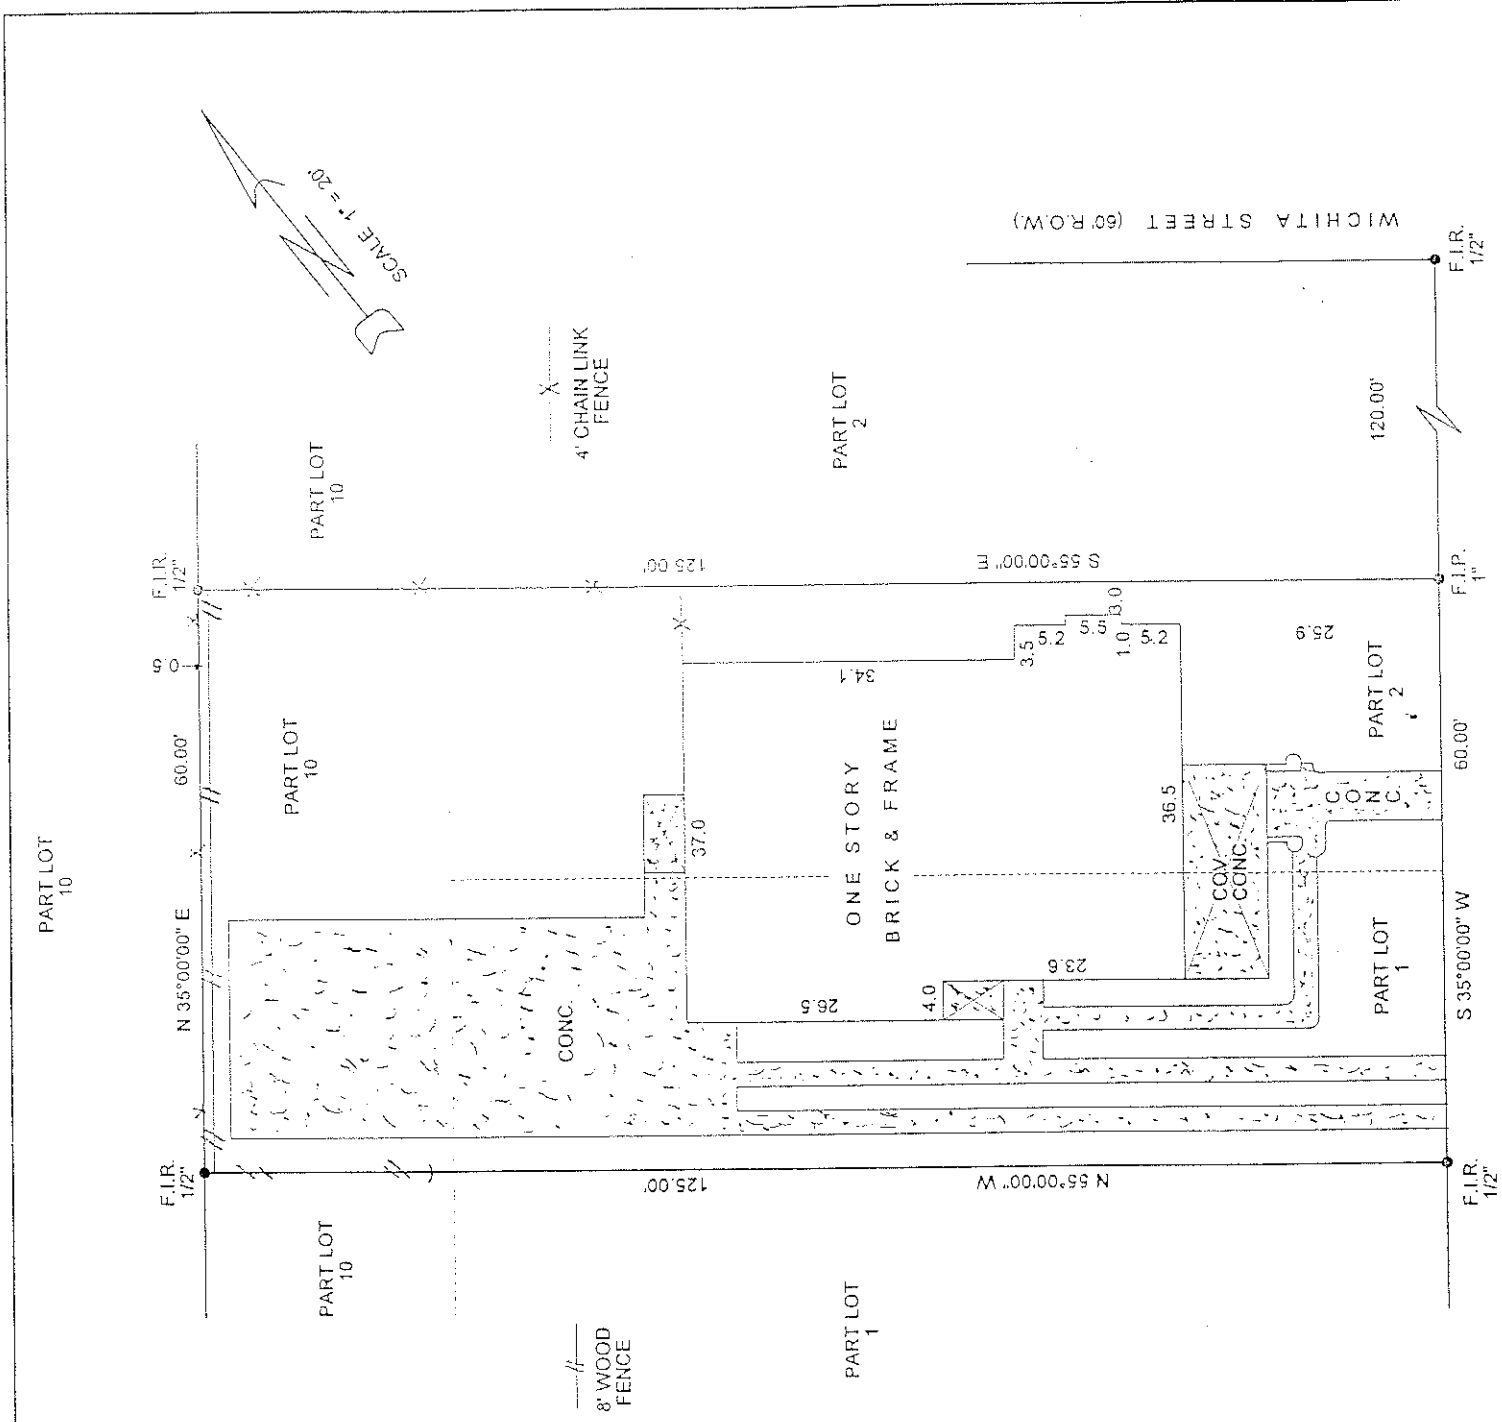 SCALE 1" = 20'
WICHITA STREET (60' R.O.W.)
F.I.R.
1/2"
4' CHAIN LINK
FENCE
PART LOT
2
120.00'
PART LOT
10
F.I.R.
1/2"
125.00'
S 55°00'00" E
F.I.P.
1"
0.5
60.00'
PART LOT
10
34.1
3.5
5.2
5.5
3.0
1.0
5.2
25.9
PART LOT
2
60.00'
PART LOT
10
N 35°00'00" E
37.0
ONE STORY
BRICK & FRAME
36.5
COV.
CONC.
CONC.
CONC.
26.5
4.0
23.6
PART LOT
1
S 35°00'00" W
F.I.R.
1/2"
125.00'
N 55°00'00" W
F.I.R.
1/2"
PART LOT
10
8' WOOD
FENCE
PART LOT
1